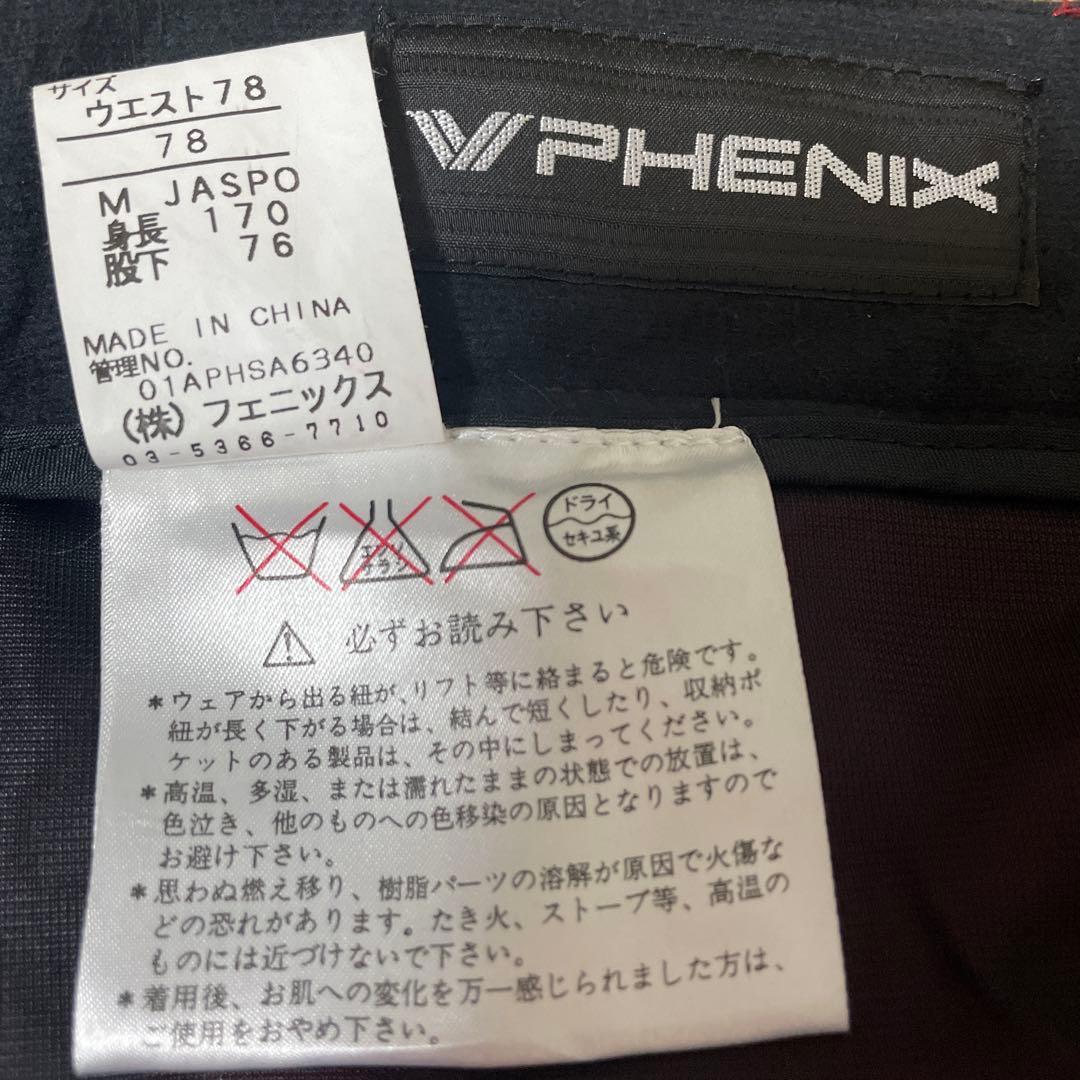 サイズ
ウエスト78
78
M JASPO
身長 170
股下 76
MADE IN CHINA
管理NO.
01APHSA6340
(株)フェニックス
03-5366-7710
PHENIX
エンソ
サラシ
ドライ
セキユ系
必ずお読み下さい
*ウェアから出る紐が、リフト等に絡まると危険です。
紐が長く下がる場合は、結んで短くしたり、収納ポ
ケットのある製品は、その中にしまってください。
*高温、多湿、または濡れたままの状態での放置は、
色泣き、他のものへの色移染の原因となりますので
お避け下さい。
*思わぬ燃え移り、樹脂パーツの溶解が原因で火傷な
どの恐れがあります。たき火、ストーブ等、高温の
ものには近づけないで下さい。
*着用後、お肌への変化を万一感じられました方は、
ご使用をおやめ下さい。